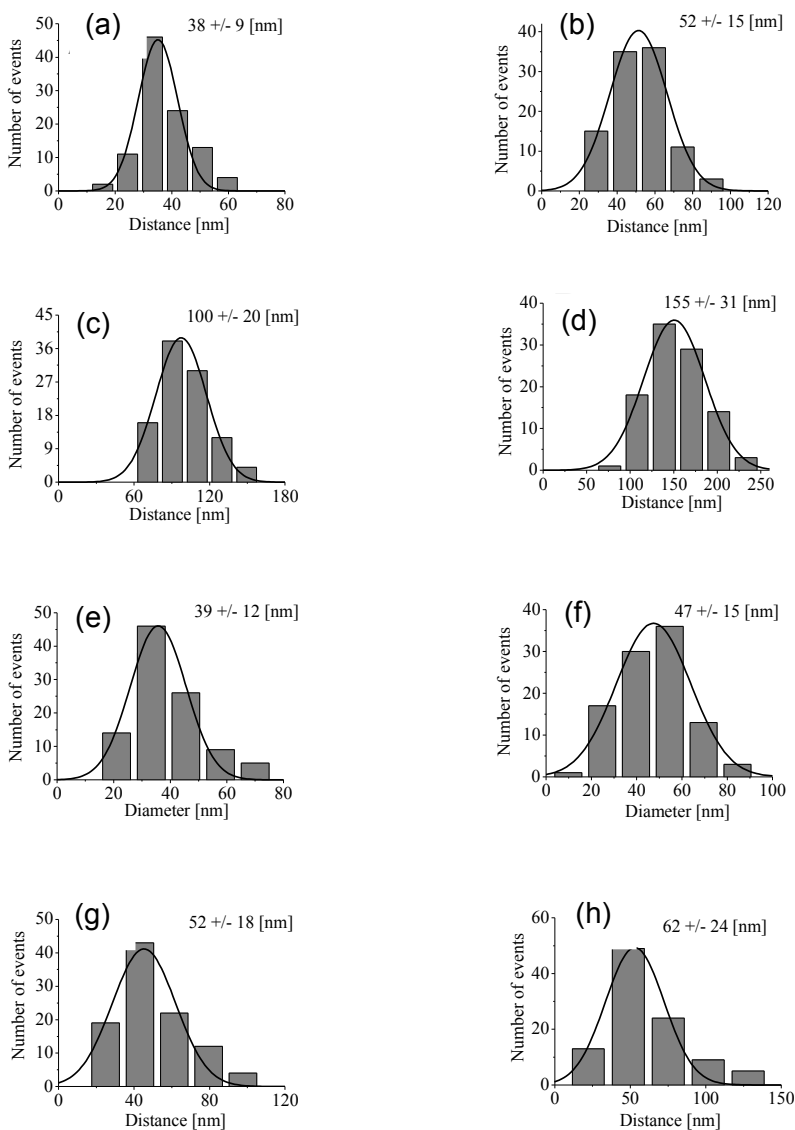 (a)
38 +/- 9 [nm]
50
40
30
20
10
0
Number of events
0 20 40 60 80
Distance [nm]
(b)
52 +/- 15 [nm]
40
30
20
10
0
Number of events
0 20 40 60 80 100 120
Distance [nm]
(c)
100 +/- 20 [nm]
45
36
27
18
9
0
Number of events
0 60 120 180
Distance [nm]
(d)
155 +/- 31 [nm]
40
30
20
10
0
Number of events
0 50 100 150 200 250
Distance [nm]
(e)
39 +/- 12 [nm]
50
40
30
20
10
0
Number of events
0 20 40 60 80
Diameter [nm]
(f)
47 +/- 15 [nm]
40
30
20
10
0
Number of events
0 20 40 60 80 100
Diameter [nm]
(g)
52 +/- 18 [nm]
50
40
30
20
10
0
Number of events
0 40 80 120
Distance [nm]
(h)
62 +/- 24 [nm]
60
40
20
0
Number of events
0 50 100 150
Distance [nm]